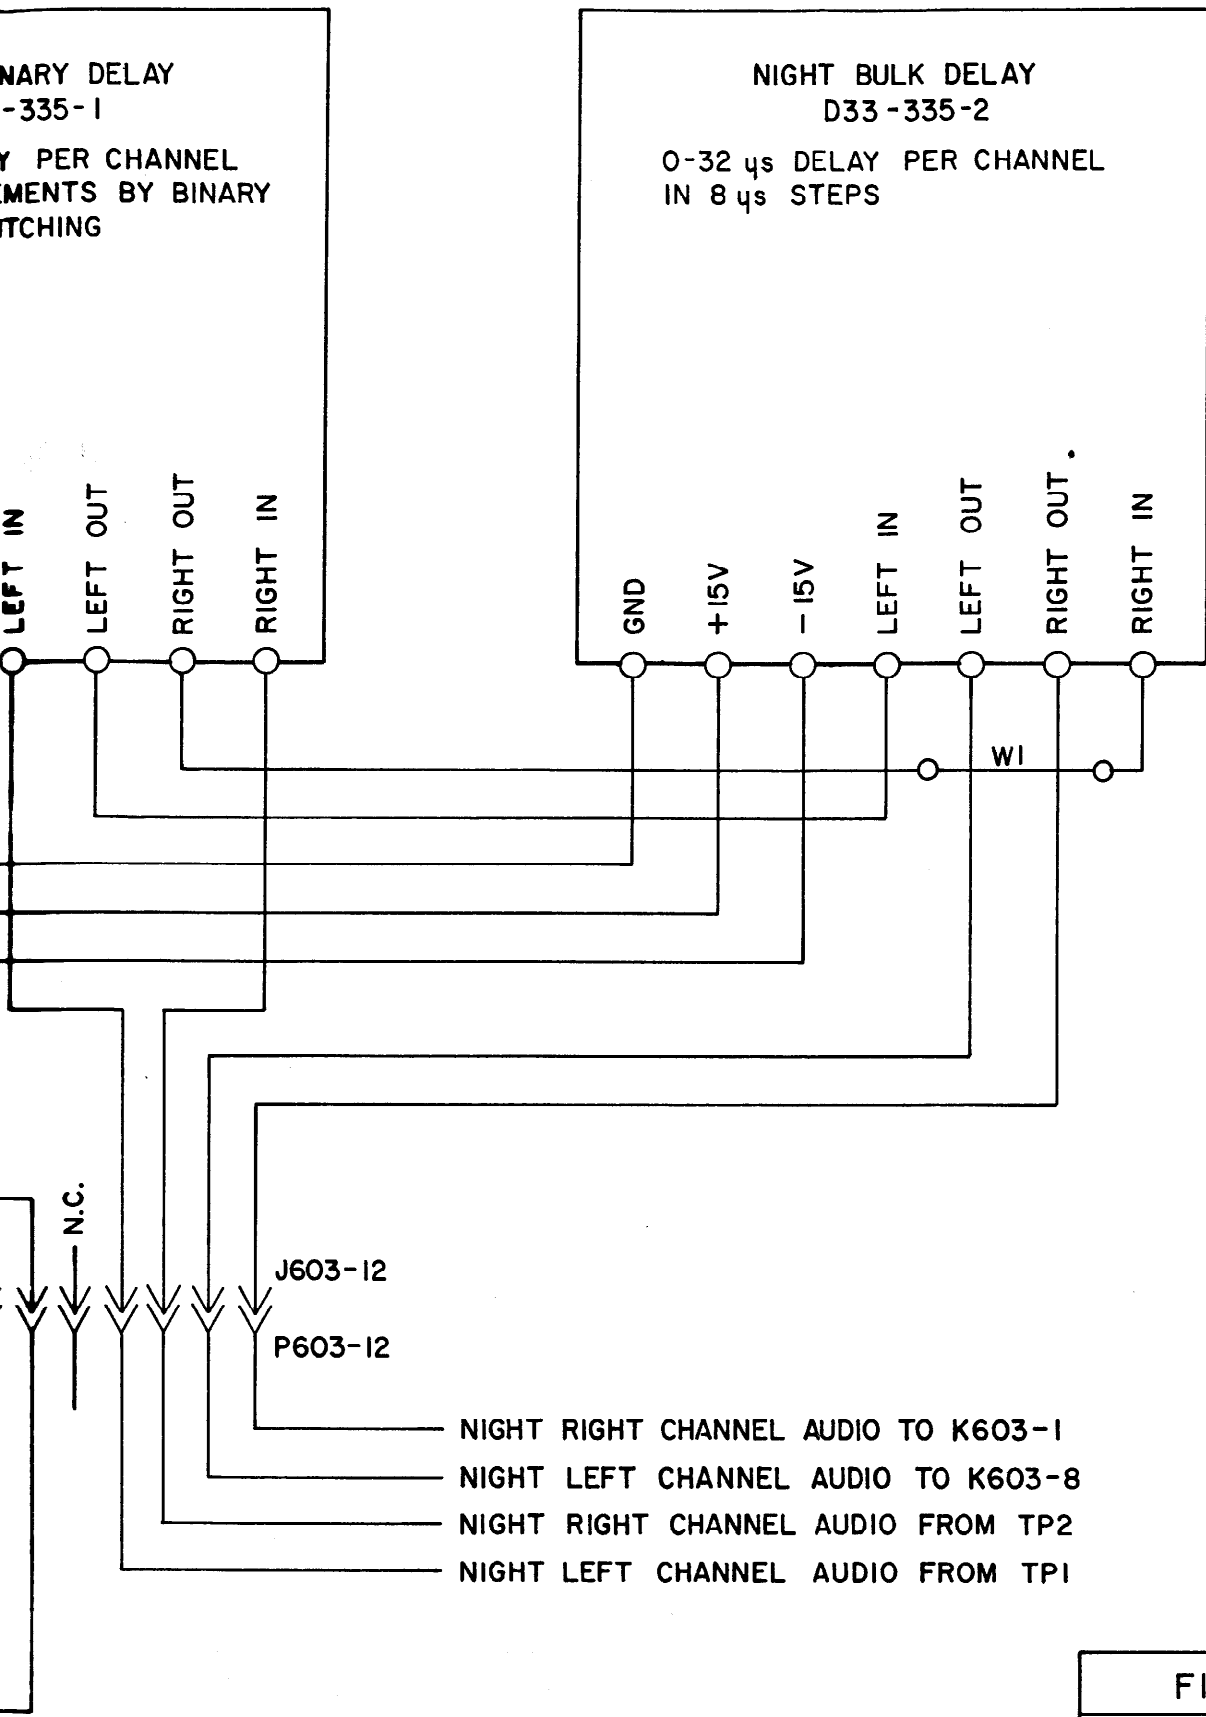 NARY DELAY
-335-1
Y PER CHANNEL
EMENTS BY BINARY
ITCHING
NIGHT BULK DELAY
D33-335-2
0-32 ɥs DELAY PER CHANNEL
IN 8 ɥs STEPS
LEFT IN
LEFT OUT
RIGHT OUT
RIGHT IN
GND
+15V
-15V
LEFT IN
LEFT OUT
RIGHT OUT
RIGHT IN
W1
N.C.
J603-12
P603-12
NIGHT RIGHT CHANNEL AUDIO TO K603-1
NIGHT LEFT CHANNEL AUDIO TO K603-8
NIGHT RIGHT CHANNEL AUDIO FROM TP2
NIGHT LEFT CHANNEL AUDIO FROM TP1
FI